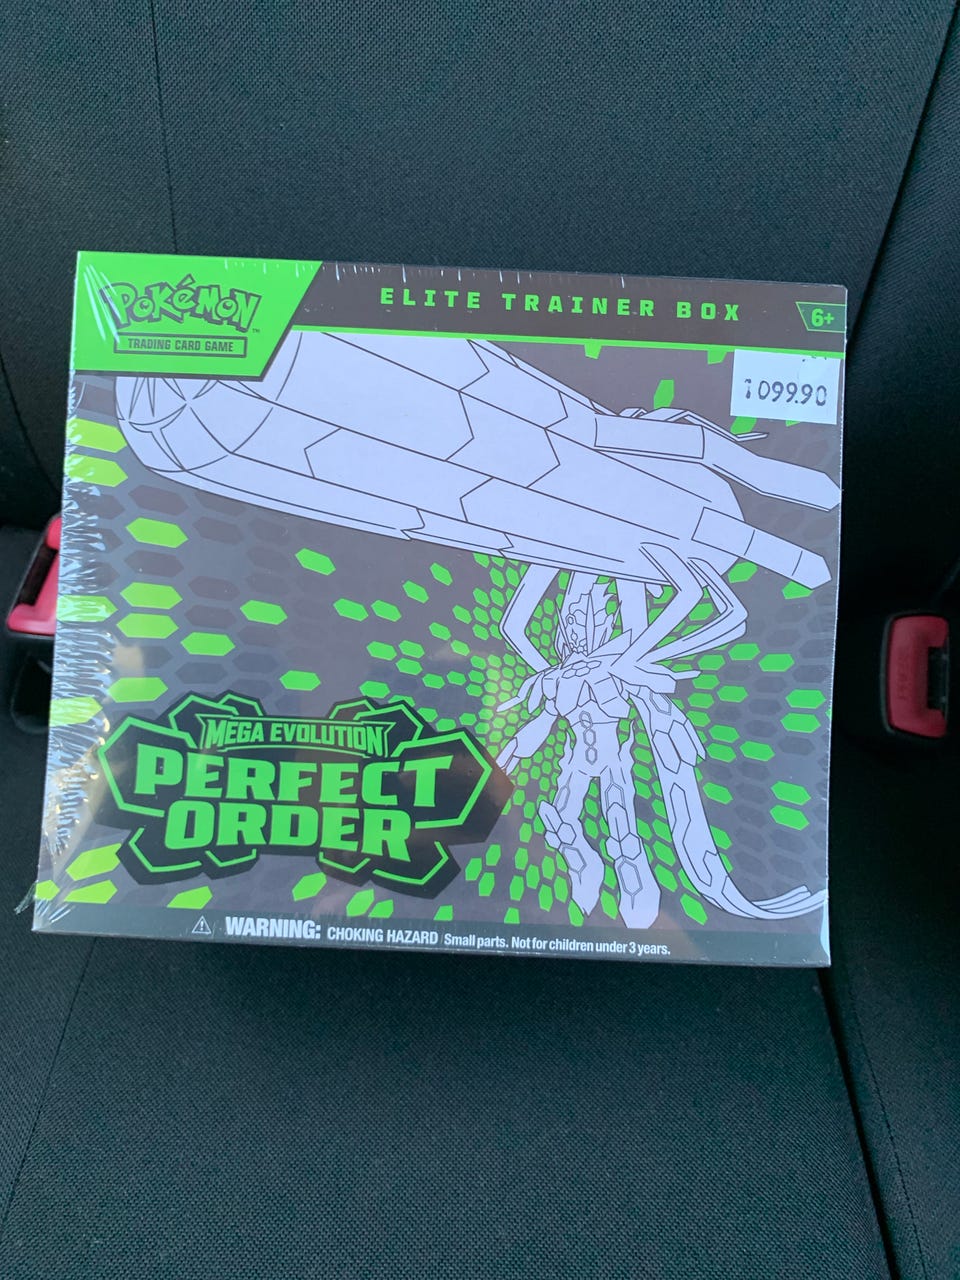 POKéMON™
TRADING CARD GAME
ELITE TRAINER BOX
6+
1099.90
MEGA EVOLUTION
PERFECT
ORDER
WARNING: CHOKING HAZARD Small parts. Not for children under 3 years.